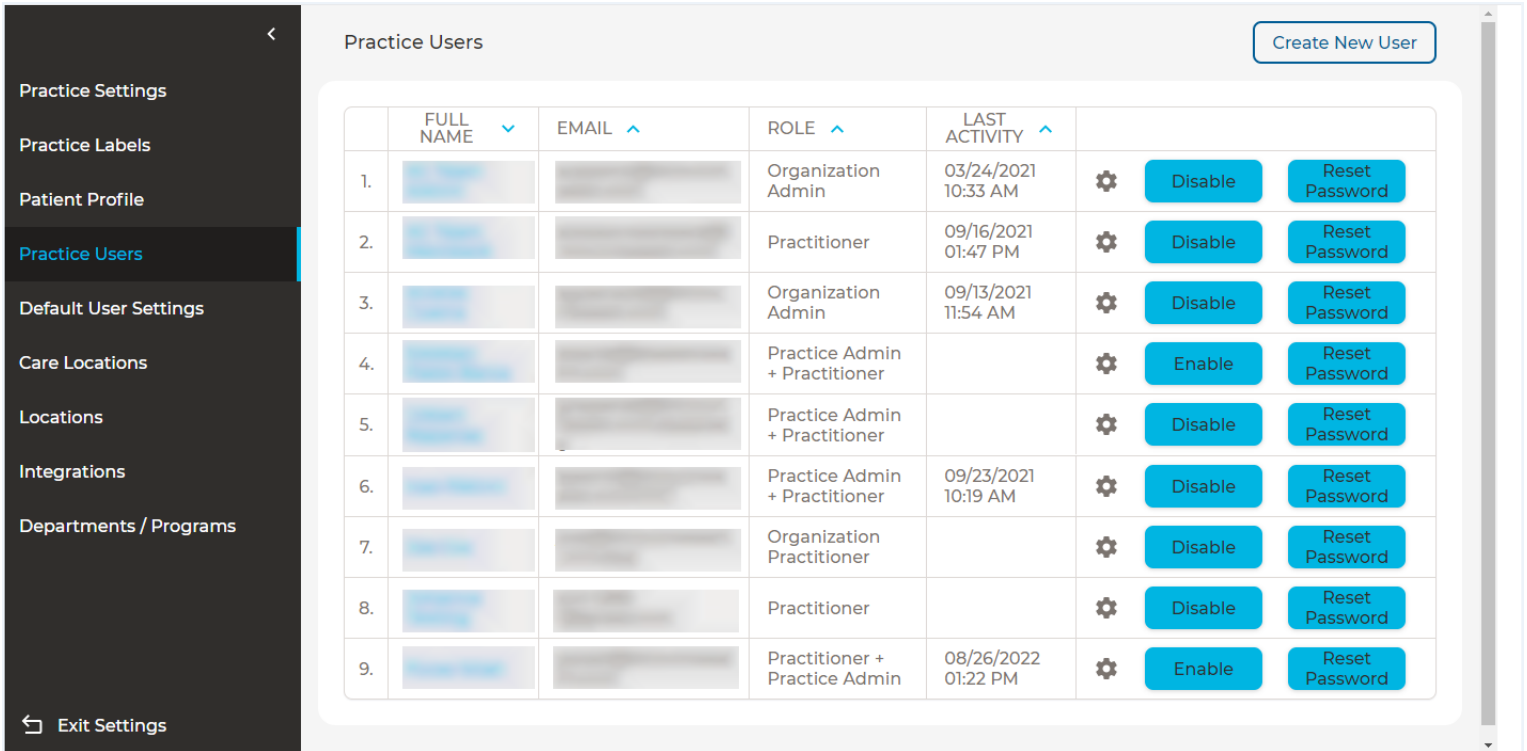 Practice Users
Create New User
Practice Settings
Practice Labels
Patient Profile
Practice Users
Default User Settings
Care Locations
Locations
Integrations
Departments / Programs
Exit Settings
FULL
NAME
EMAIL
ROLE
LAST
ACTIVITY
1.
Organization
Admin
03/24/2021
10:33 AM
Disable
Reset
Password
2.
Practitioner
09/16/2021
01:47 PM
Disable
Reset
Password
3.
Organization
Admin
09/13/2021
11:54 AM
Disable
Reset
Password
4.
Practice Admin
+ Practitioner
Enable
Reset
Password
5.
Practice Admin
+ Practitioner
Disable
Reset
Password
6.
Practice Admin
+ Practitioner
09/23/2021
10:19 AM
Disable
Reset
Password
7.
Organization
Practitioner
Disable
Reset
Password
8.
Practitioner
Disable
Reset
Password
9.
Practitioner +
Practice Admin
08/26/2022
01:22 PM
Enable
Reset
Password